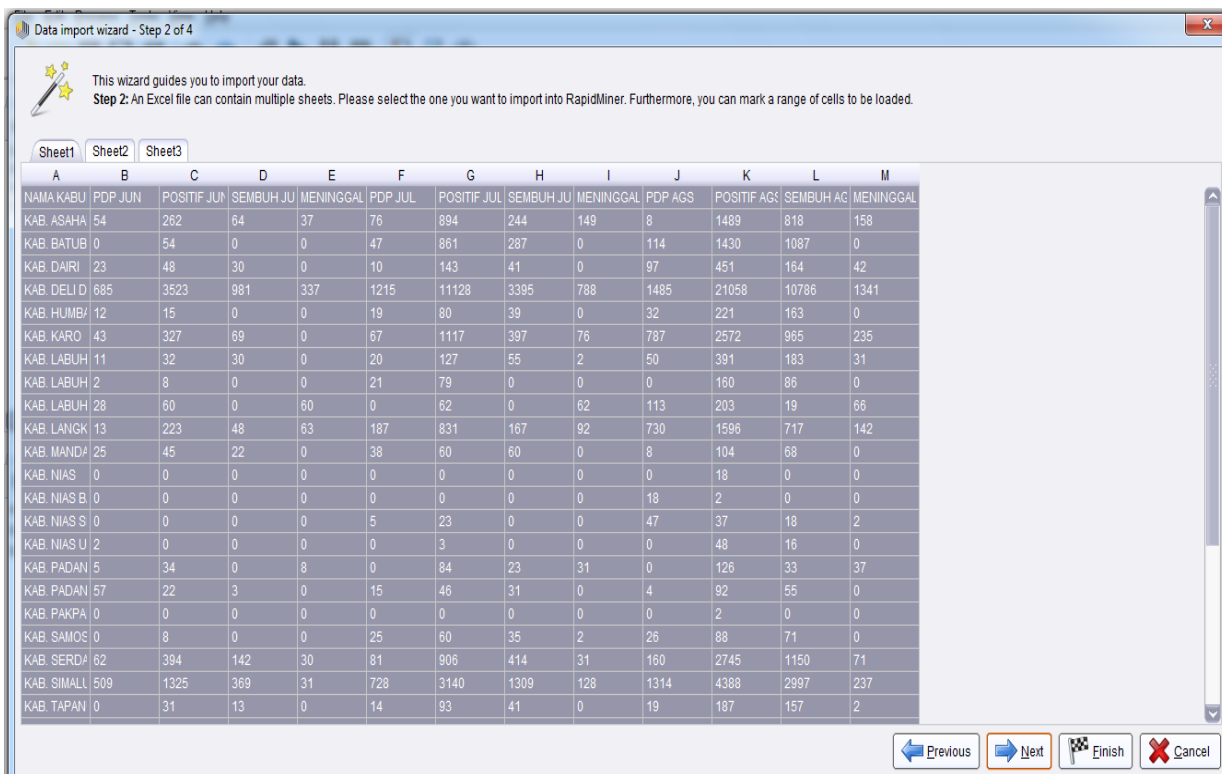 Data import wizard - Step 2 of 4
This wizard guides you to import your data.
Step 2: An Excel file can contain multiple sheets. Please select the one you want to import into RapidMiner. Furthermore, you can mark a range of cells to be loaded.
Sheet1 Sheet2 Sheet3
A B C D E F G H I J K L M
NAMA KABU PDP JUN POSITIF JUN SEMBUH JU MENINGGAL PDP JUL POSITIF JUL SEMBUH JU MENINGGAL PDP AGS POSITIF AGS SEMBUH AG MENINGGAL
KAB. ASAHA 54 262 64 37 76 894 244 149 8 1489 818 158
KAB. BATUB 0 54 0 0 47 861 287 0 114 1430 1087 0
KAB. DAIRI 23 48 30 0 10 143 41 0 97 451 164 42
KAB. DELI D 685 3523 981 337 1215 11128 3395 788 1485 21058 10786 1341
KAB. HUMBA 12 15 0 0 19 80 39 0 32 221 163 0
KAB. KARO 43 327 69 0 67 1117 397 76 787 2572 965 235
KAB. LABUH 11 32 30 0 20 127 55 2 50 391 183 31
KAB. LABUH 2 8 0 0 21 79 0 0 0 160 86 0
KAB. LABUH 28 60 0 60 0 62 0 62 113 203 19 66
KAB. LANGK 13 223 48 63 187 831 167 92 730 1596 717 142
KAB. MANDA 25 45 22 0 38 60 60 0 8 104 68 0
KAB. NIAS 0 0 0 0 0 0 0 0 0 18 0 0
KAB. NIAS B. 0 0 0 0 0 0 0 0 18 2 0 0
KAB. NIAS S 0 0 0 0 5 23 0 0 47 37 18 2
KAB. NIAS U 2 0 0 0 0 3 0 0 0 48 16 0
KAB. PADAN 5 34 0 8 0 84 23 31 0 126 33 37
KAB. PADAN 57 22 3 0 15 46 31 0 4 92 55 0
KAB. PAKPA 0 0 0 0 0 0 0 0 0 2 0 0
KAB. SAMOS 0 8 0 0 25 60 35 2 26 88 71 0
KAB. SERDA 62 394 142 30 81 906 414 31 160 2745 1150 71
KAB. SIMALU 509 1325 369 31 728 3140 1309 128 1314 4388 2997 237
KAB. TAPAN 0 31 13 0 14 93 41 0 19 187 157 2
Previous Next Finish Cancel